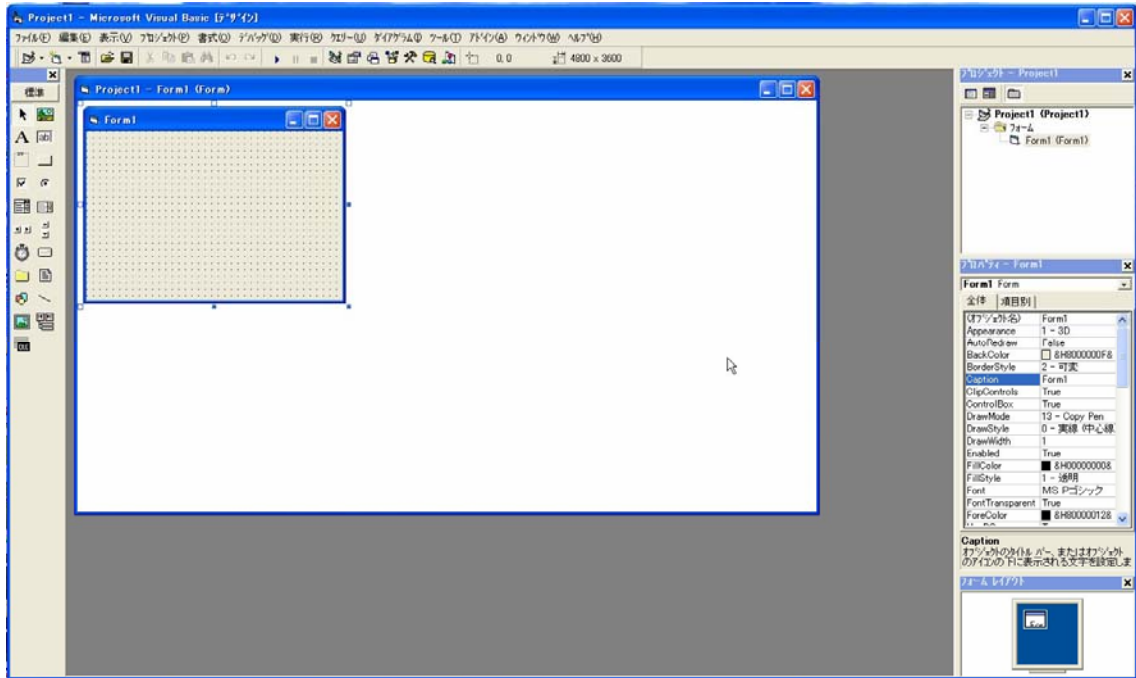 Project1 - Microsoft Visual Basic [ﾃﾞｻﾞｲﾝ]
ﾌｧｲﾙ(F) 編集(E) 表示(V) ﾌﾟﾛｼﾞｪｸﾄ(P) 書式(O) ﾃﾞﾊﾞｯｸﾞ(D) 実行(R) ｸｴﾘｰ(U) ﾀﾞｲｱｸﾞﾗﾑ(I) ﾂｰﾙ(T) ｱﾄﾞｲﾝ(A) ｳｨﾝﾄﾞｳ(W) ﾍﾙﾌﾟ(H)
0, 0
4800 x 3600
標準
A
ab|
OLE
Project1 - Form1 (Form)
Form1
ﾌﾟﾛｼﾞｪｸﾄ - Project1
Project1 (Project1)
ﾌｫｰﾑ
Form1 (Form1)
ﾌﾟﾛﾊﾟﾃｨ - Form1
Form1 Form
全体 項目別
(ｵﾌﾞｼﾞｪｸﾄ名) Form1
Appearance 1 - 3D
AutoRedraw False
BackColor &H8000000F&
BorderStyle 2 - 可変
Caption Form1
ClipControls True
ControlBox True
DrawMode 13 - Copy Pen
DrawStyle 0 - 実線 (中心線
DrawWidth 1
Enabled True
FillColor &H00000000&
FillStyle 1 - 透明
Font MS Pゴシック
FontTransparent True
ForeColor &H80000012&
Caption
ｵﾌﾞｼﾞｪｸﾄのﾀｲﾄﾙ ﾊﾞｰ、またはｵﾌﾞｼﾞｪｸﾄ
のｱｲｺﾝの下に表示される文字を設定しま
ﾌｫｰﾑ ﾚｲｱｳﾄ